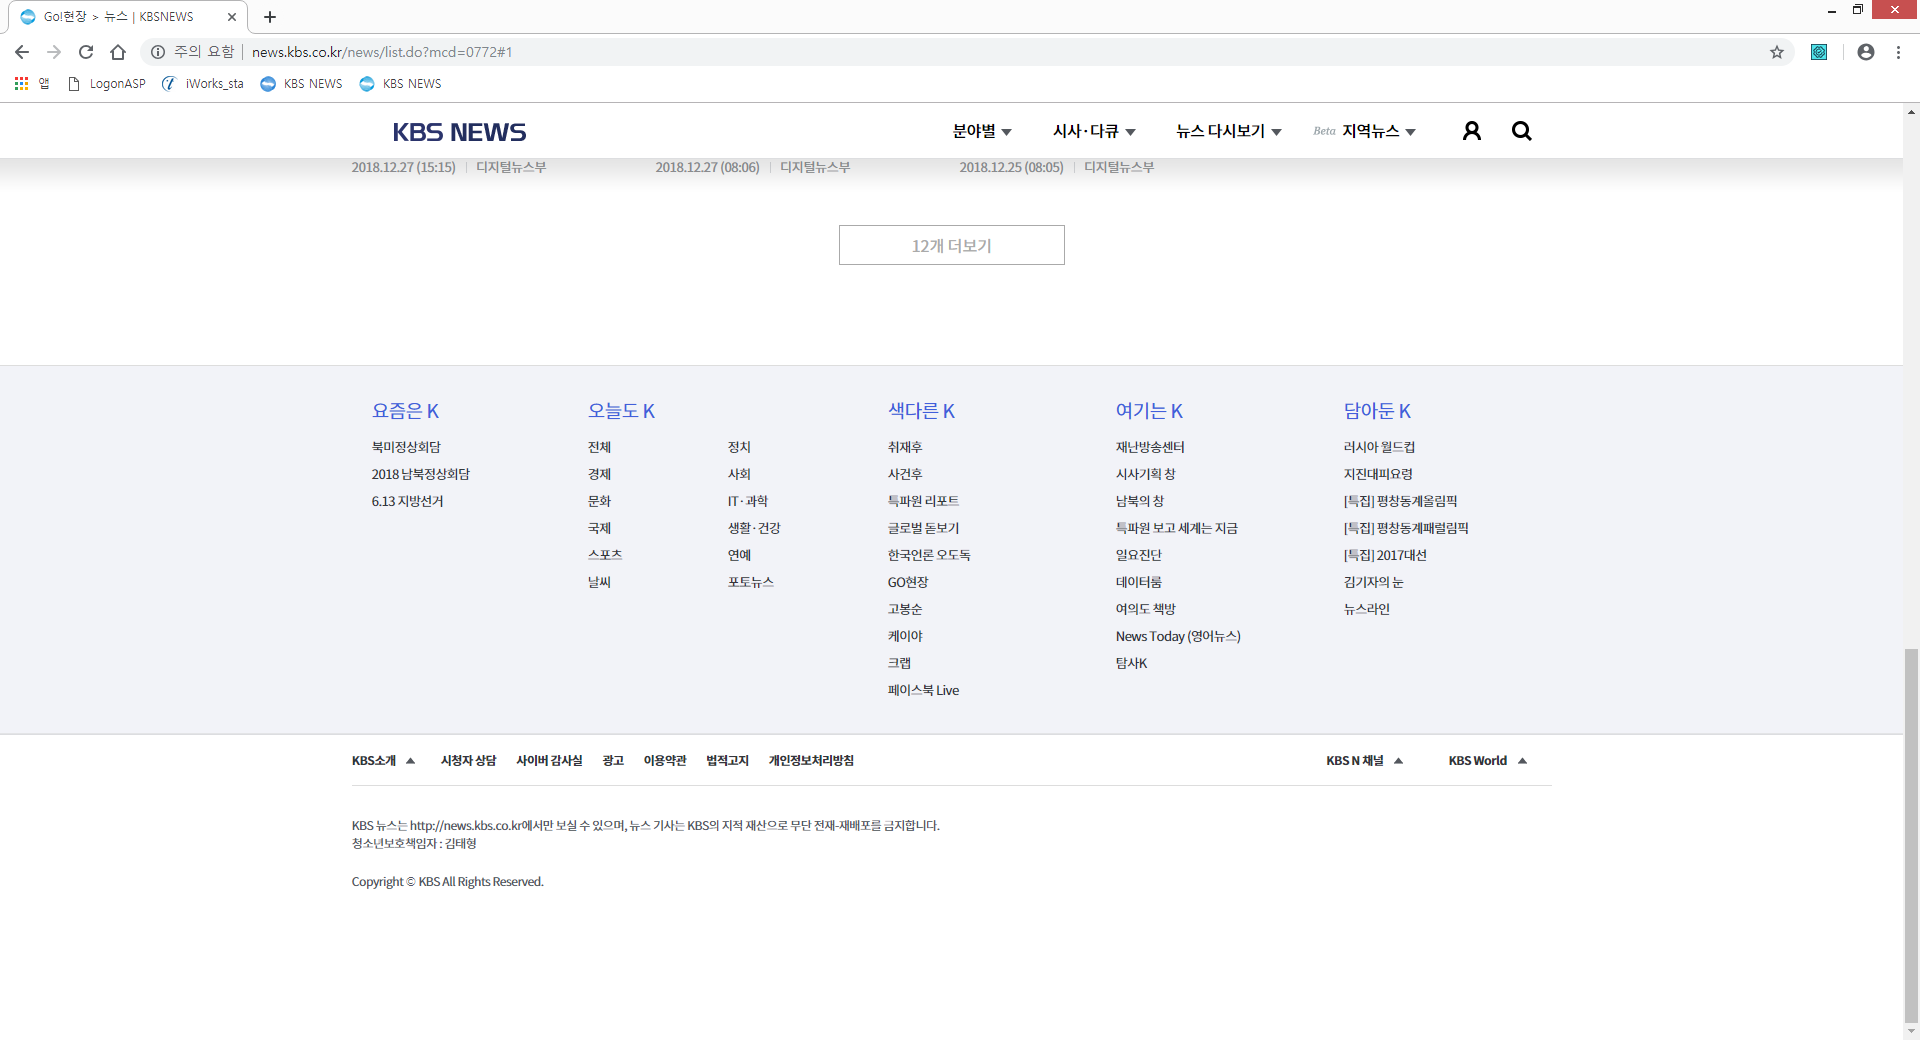 Go!현장 > 뉴스 | KBSNEWS
주의 요함 | news.kbs.co.kr/news/list.do?mcd=0772#1
앱 LogonASP iWorks_sta KBS NEWS KBS NEWS
KBS NEWS 분야별 시사·다큐 뉴스 다시보기 Beta 지역뉴스
2018.12.27 (15:15) | 디지털뉴스부 2018.12.27 (08:06) | 디지털뉴스부 2018.12.25 (08:05) | 디지털뉴스부
12개 더보기
요즘은 K
북미정상회담
2018 남북정상회담
6.13 지방선거
오늘도 K
전체 정치
경제 사회
문화 IT·과학
국제 생활·건강
스포츠 연예
날씨 포토뉴스
색다른 K
취재후
사건후
특파원 리포트
글로벌 돋보기
한국언론 오도독
GO현장
고봉순
케이야
크랩
페이스북 Live
여기는 K
재난방송센터
시사기획 창
남북의 창
특파원 보고 세계는 지금
일요진단
데이터룸
여의도 책방
News Today (영어뉴스)
탐사K
담아둔 K
러시아 월드컵
지진대피요령
[특집] 평창동계올림픽
[특집] 평창동계패럴림픽
[특집] 2017대선
김기자의 눈
뉴스라인
KBS소개 시청자 상담 사이버 감사실 광고 이용약관 법적고지 개인정보처리방침 KBS N 채널 KBS World
KBS 뉴스는 http://news.kbs.co.kr에서만 보실 수 있으며, 뉴스 기사는 KBS의 지적 재산으로 무단 전재-재배포를 금지합니다.
청소년보호책임자 : 김태형
Copyright © KBS All Rights Reserved.